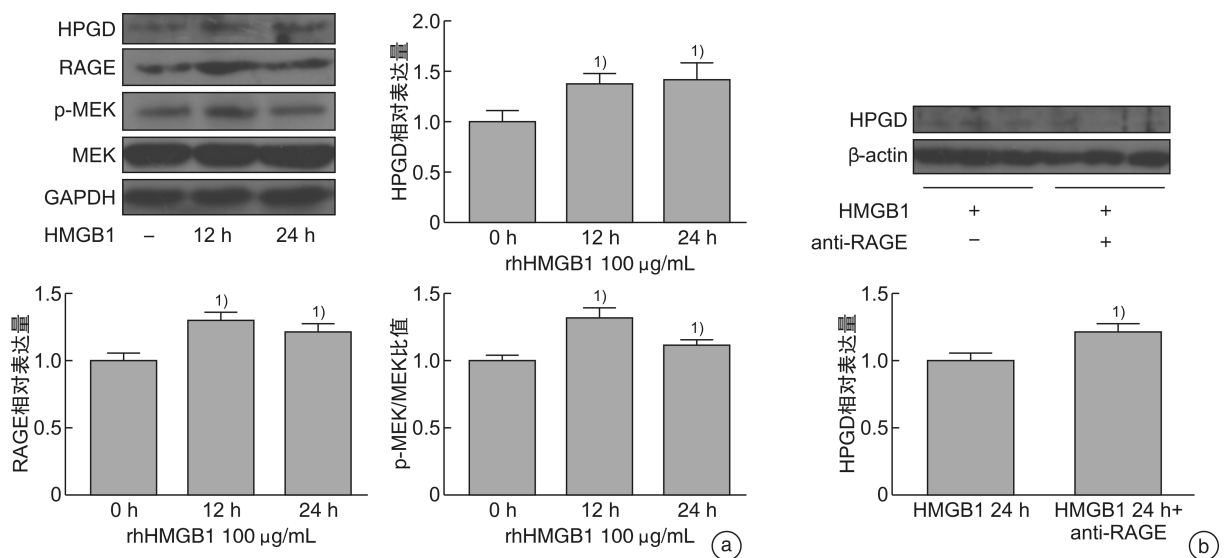 HPGD
RAGE
p-MEK
MEK
GAPDH
HMGB1 – 12 h 24 h
HPGD相对表达量
2.0
1.5
1.0
0.5
0
1)
1)
0 h 12 h 24 h
rhHMGB1 100 μg/mL
HPGD
β-actin
HMGB1 + +
anti-RAGE – +
RAGE相对表达量
1.5
1.0
0.5
0
1)
1)
0 h 12 h 24 h
rhHMGB1 100 μg/mL
p-MEK/MEK比值
1.5
1.0
0.5
0
1)
1)
0 h 12 h 24 h
rhHMGB1 100 μg/mL
a
HPGD相对表达量
1.5
1.0
0.5
0
1)
HMGB1 24 h HMGB1 24 h+
anti-RAGE
b